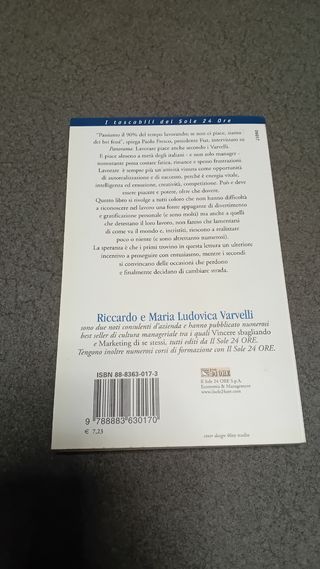 I tascabili del Sole 24 Ore
"Passiamo il 90% del tempo lavorando; se non ci piace, siamo
dei bei fessi", spiega Paolo Fresco, presidente Fiat, intervistato su
Panorama. Lavorare piace anche secondo i Varvelli.
E piace almeno a metà degli italiani - e non solo manager -
nonostante possa costare fatica, rinunce e spesso frustrazioni.
Lavorare è sempre più un'attività vissuta come opportunità
di autorealizzazione e di successo, perché è energia vitale,
intelligenza ed emozione, creatività, competizione. Può e deve
essere piacere e potere, oltre che dovere.
Questo libro si rivolge a tutti coloro che non hanno difficoltà
a riconoscere nel lavoro una fonte appagante di divertimento
e gratificazione personale (e sono molti) ma anche a quelli
che detestano il loro lavoro, non fanno che lamentarsi
di come va il mondo e, intristiti, riescono a realizzare
poco o niente (e sono altrettanto numerosi).
La speranza è che i primi trovino in questa lettura un ulteriore
incentivo a proseguire con entusiasmo, mentre i secondi
si convincano delle occasioni che perdono
e finalmente decidano di cambiare strada.
Riccardo e Maria Ludovica Varvelli
sono due noti consulenti d'azienda e hanno pubblicato numerosi
best seller di cultura manageriale tra i quali Vincere sbagliando
e Marketing di se stessi, tutti editi da Il Sole 24 ORE.
Tengono inoltre numerosi corsi di formazione con Il Sole 24 ORE.
ISBN 88-8363-017-3
9 788883 630170
€ 7,23
24 ORE
Il Sole 24 ORE S.p.A.
Economia & Management
www.ilsole24ore.com